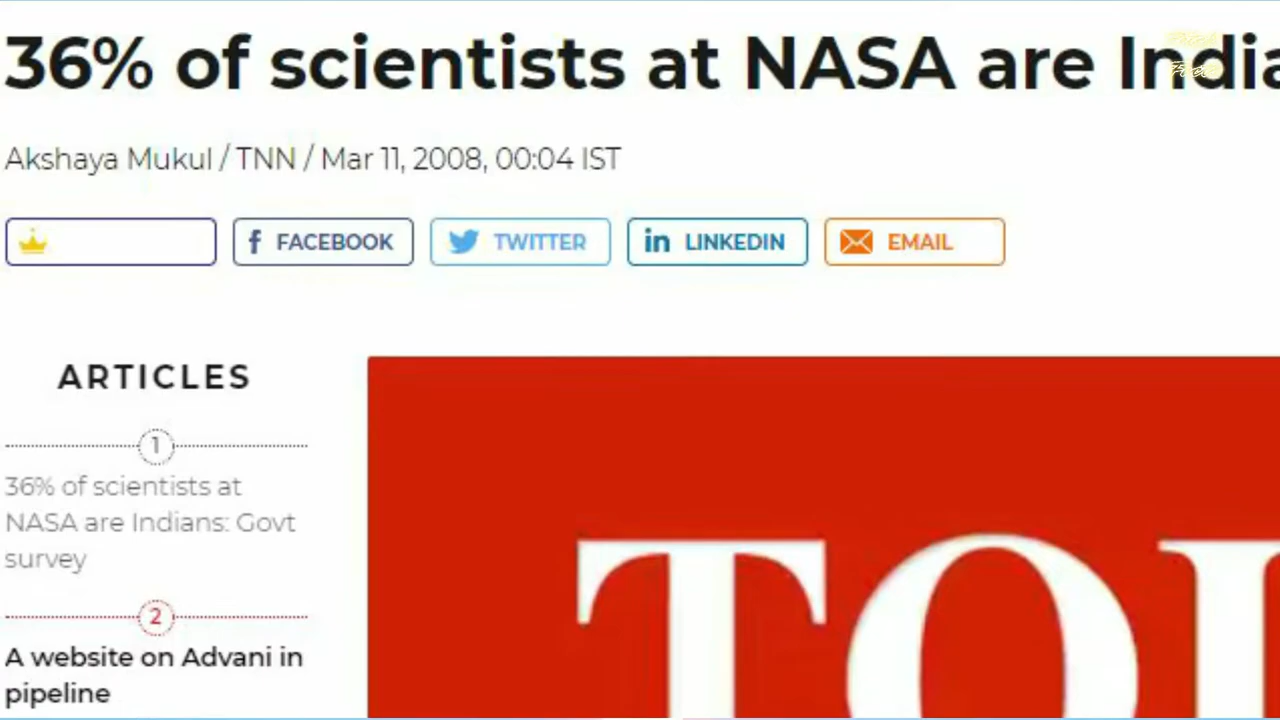 36% of scientists at NASA are India
Akshaya Mukul / TNN / Mar 11, 2008, 00:04 IST
FACEBOOK TWITTER LINKEDIN EMAIL
ARTICLES
1
36% of scientists at
NASA are Indians: Govt
survey
2
A website on Advani in
pipeline
TOI